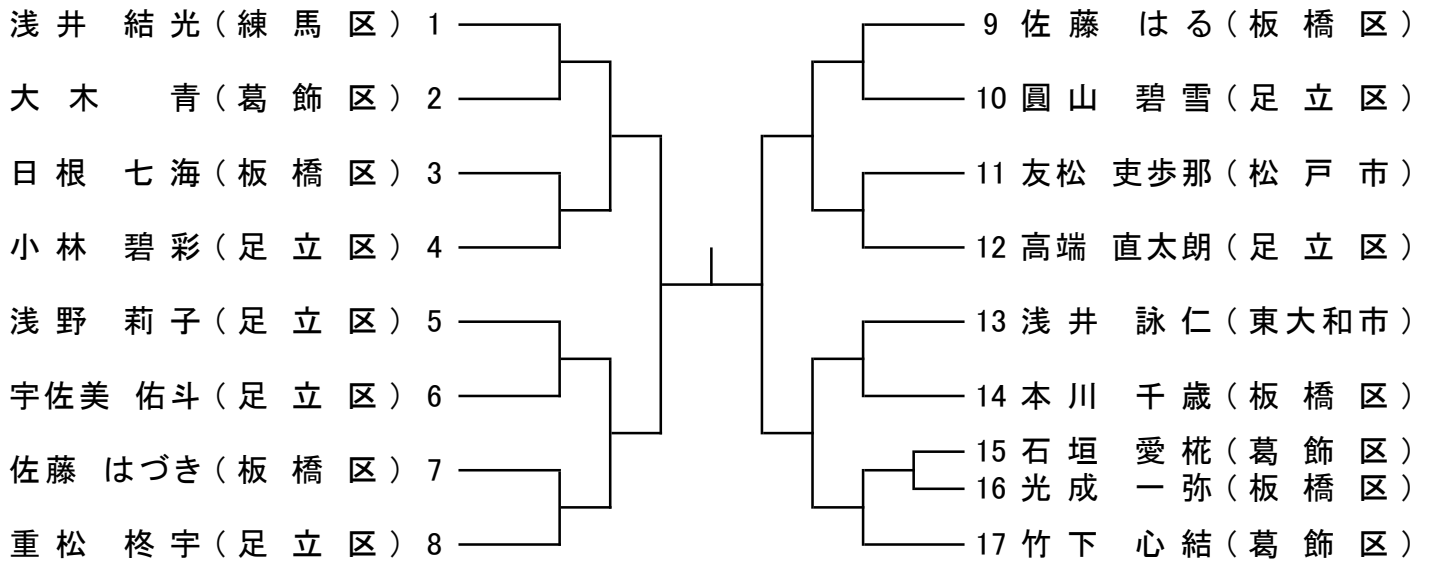 浅井 結光（練馬区） 1
大木 青（葛飾区） 2
日根 七海（板橋区） 3
小林 碧彩（足立区） 4
浅野 莉子（足立区） 5
宇佐美 佑斗（足立区） 6
佐藤 はづき（板橋区） 7
重松 柊宇（足立区） 8
9 佐藤 はる（板橋区）
10 圓山 碧雪（足立区）
11 友松 吏歩那（松戸市）
12 高端 直太朗（足立区）
13 浅井 詠仁（東大和市）
14 本川 千歳（板橋区）
15 石垣 愛椛（葛飾区）
16 光成 一弥（板橋区）
17 竹下 心結（葛飾区）